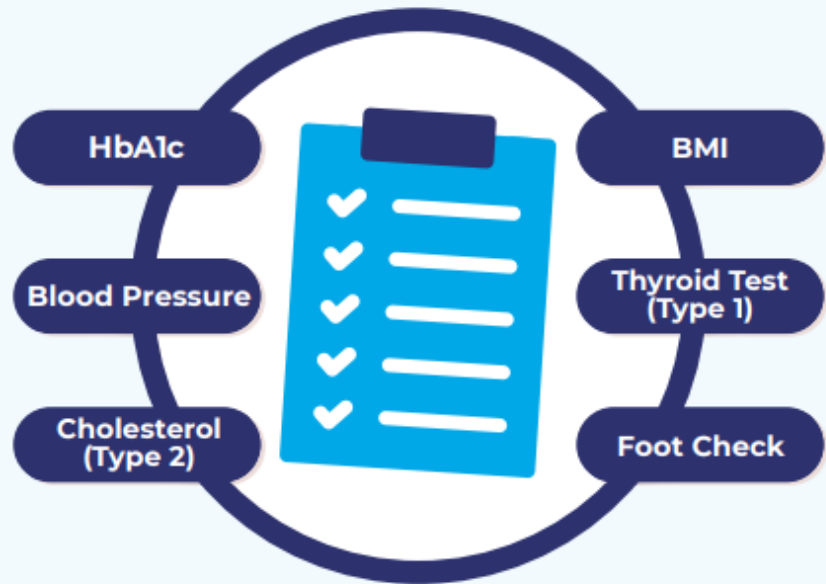 HbA1c
BMI
Blood Pressure
Thyroid Test
(Type 1)
Cholesterol
(Type 2)
Foot Check